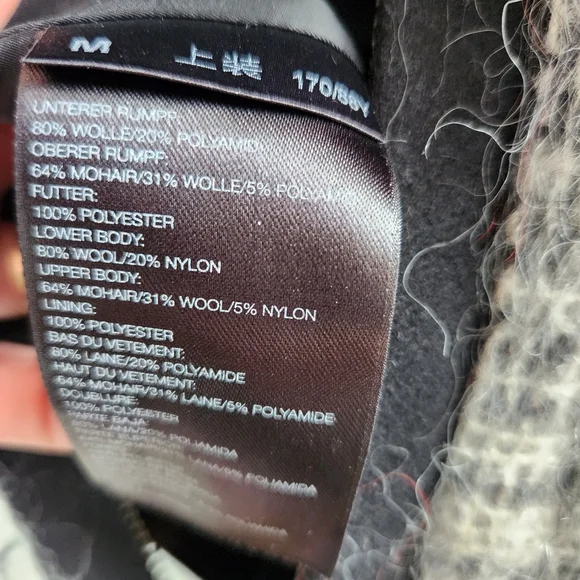 M 上装 170/88Y
UNTERER RUMPF:
80% WOLLE/20% POLYAMID
OBERER RUMPF:
64% MOHAIR/31% WOLLE/5% POLYAMID
FUTTER:
100% POLYESTER
LOWER BODY:
80% WOOL/20% NYLON
UPPER BODY:
64% MOHAIR/31% WOOL/5% NYLON
LINING:
100% POLYESTER
BAS DU VETEMENT:
80% LAINE/20% POLYAMIDE
HAUT DU VETEMENT:
64% MOHAIR/31% LAINE/5% POLYAMIDE
DOUBLURE:
100% POLYESTER
BAJA:
POLIAMIDA
POLIAMIDA